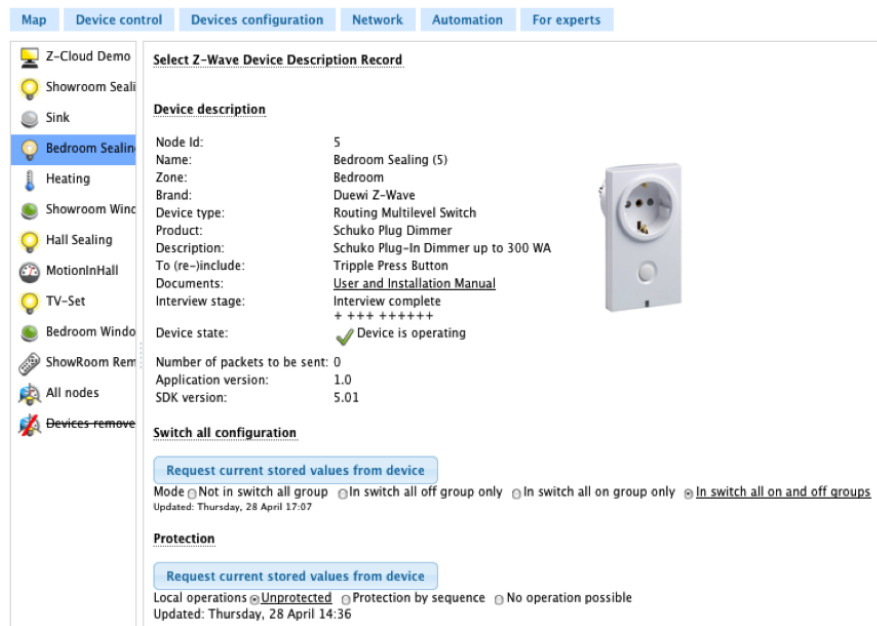 Map Device control Devices configuration Network Automation For experts
Z-Cloud Demo
Showroom Seali
Sink
Bedroom Sealin
Heating
Showroom Winc
Hall Sealing
MotionInHall
TV-Set
Bedroom Windo
ShowRoom Rem
All nodes
Devices remove
Select Z-Wave Device Description Record
Device description
Node Id: 5
Name: Bedroom Sealing (5)
Zone: Bedroom
Brand: Duewi Z-Wave
Device type: Routing Multilevel Switch
Product: Schuko Plug Dimmer
Description: Schuko Plug-In Dimmer up to 300 WA
To (re-)include: Tripple Press Button
Documents: User and Installation Manual
Interview stage: Interview complete
+ +++ ++++++
Device state: Device is operating
Number of packets to be sent: 0
Application version: 1.0
SDK version: 5.01
Switch all configuration
Request current stored values from device
Mode Not in switch all group In switch all off group only In switch all on group only In switch all on and off groups
Updated: Thursday, 28 April 17:07
Protection
Request current stored values from device
Local operations Unprotected Protection by sequence No operation possible
Updated: Thursday, 28 April 14:36